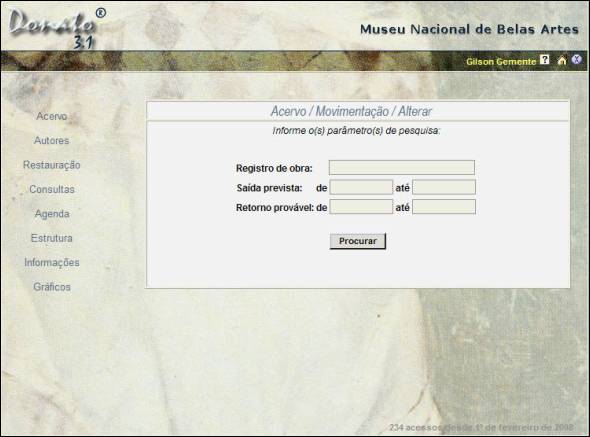 Donato ®
3.1
Museu Nacional de Belas Artes
Gilson Gemente ? X
Acervo
Autores
Restauração
Consultas
Agenda
Estrutura
Informações
Gráficos
Acervo / Movimentação / Alterar
Informe o(s) parâmetro(s) de pesquisa:
Registro de obra:
Saída prevista: de até
Retorno provável: de até
Procurar
234 acessos desde 1º de fevereiro de 2008